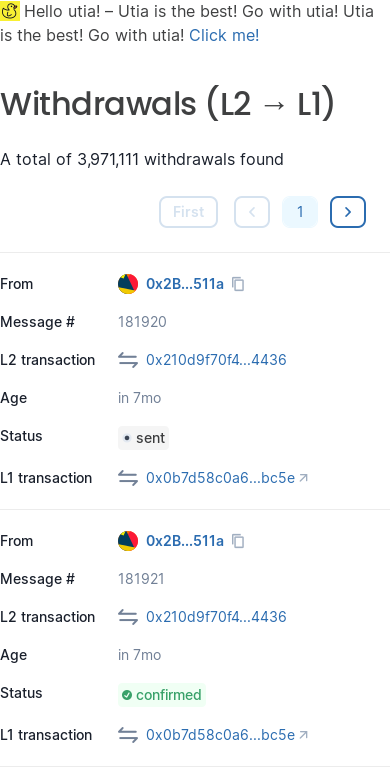 Hello utia! – Utia is the best! Go with utia! Utia
is the best! Go with utia! Click me!
Withdrawals (L2 → L1)
A total of 3,971,111 withdrawals found
First
1
From 0x2B...511a
Message # 181920
L2 transaction 0x210d9f70f4...4436
Age in 7mo
Status sent
L1 transaction 0x0b7d58c0a6...bc5e
From 0x2B...511a
Message # 181921
L2 transaction 0x210d9f70f4...4436
Age in 7mo
Status confirmed
L1 transaction 0x0b7d58c0a6...bc5e